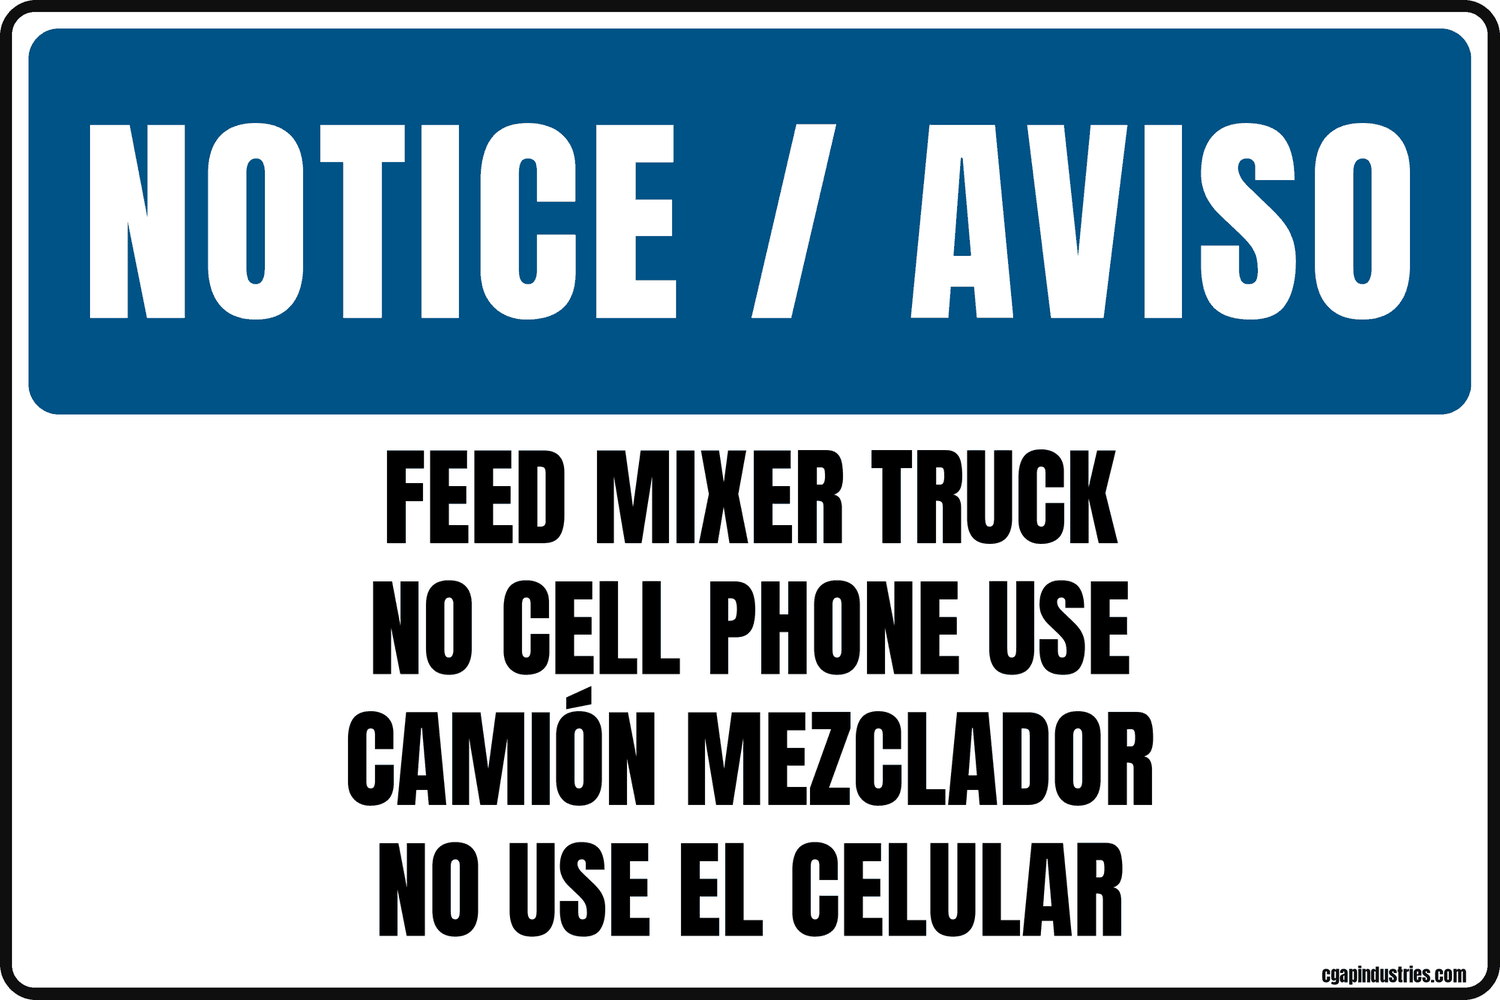 NOTICE / AVISO
FEED MIXER TRUCK
NO CELL PHONE USE
CAMIÓN MEZCLADOR
NO USE EL CELULAR
cgapindustries.com